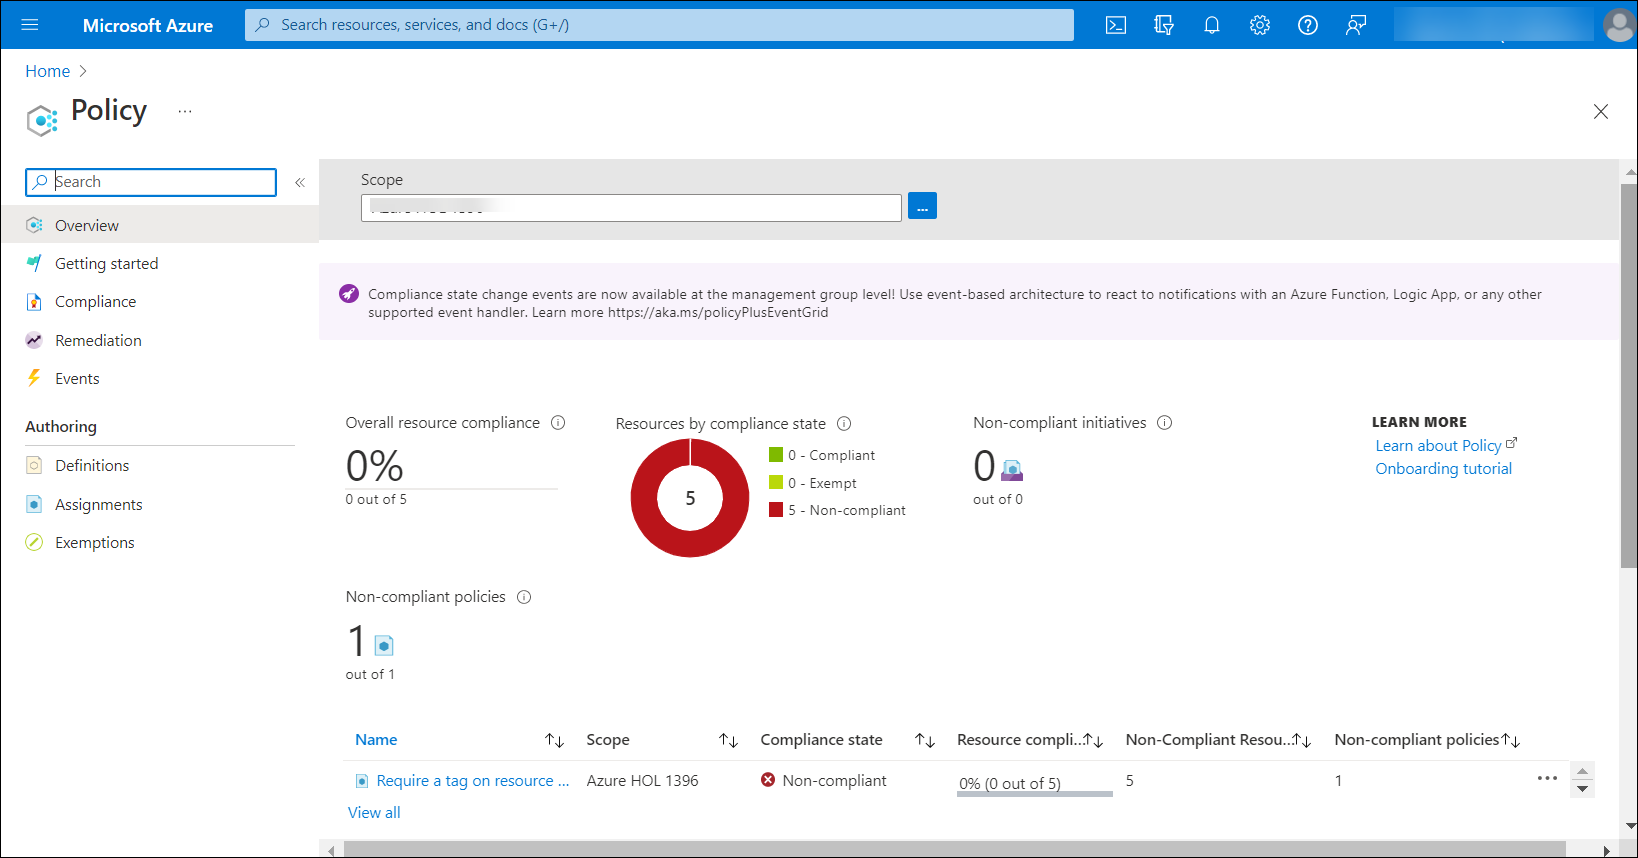 Microsoft Azure
Search resources, services, and docs (G+/)
Home
Policy
...
Search
«
Overview
Getting started
Compliance
Remediation
Events
Authoring
Definitions
Assignments
Exemptions
Scope
...
Compliance state change events are now available at the management group level! Use event-based architecture to react to notifications with an Azure Function, Logic App, or any other
supported event handler. Learn more https://aka.ms/policyPlusEventGrid
Overall resource compliance
0%
0 out of 5
Resources by compliance state
5
0 - Compliant
0 - Exempt
5 - Non-compliant
Non-compliant initiatives
0
out of 0
LEARN MORE
Learn about Policy
Onboarding tutorial
Non-compliant policies
1
out of 1
Name Scope Compliance state Resource compli... Non-Compliant Resou... Non-compliant policies
Require a tag on resource ... Azure HOL 1396 Non-compliant 0% (0 out of 5) 5 1 ...
View all